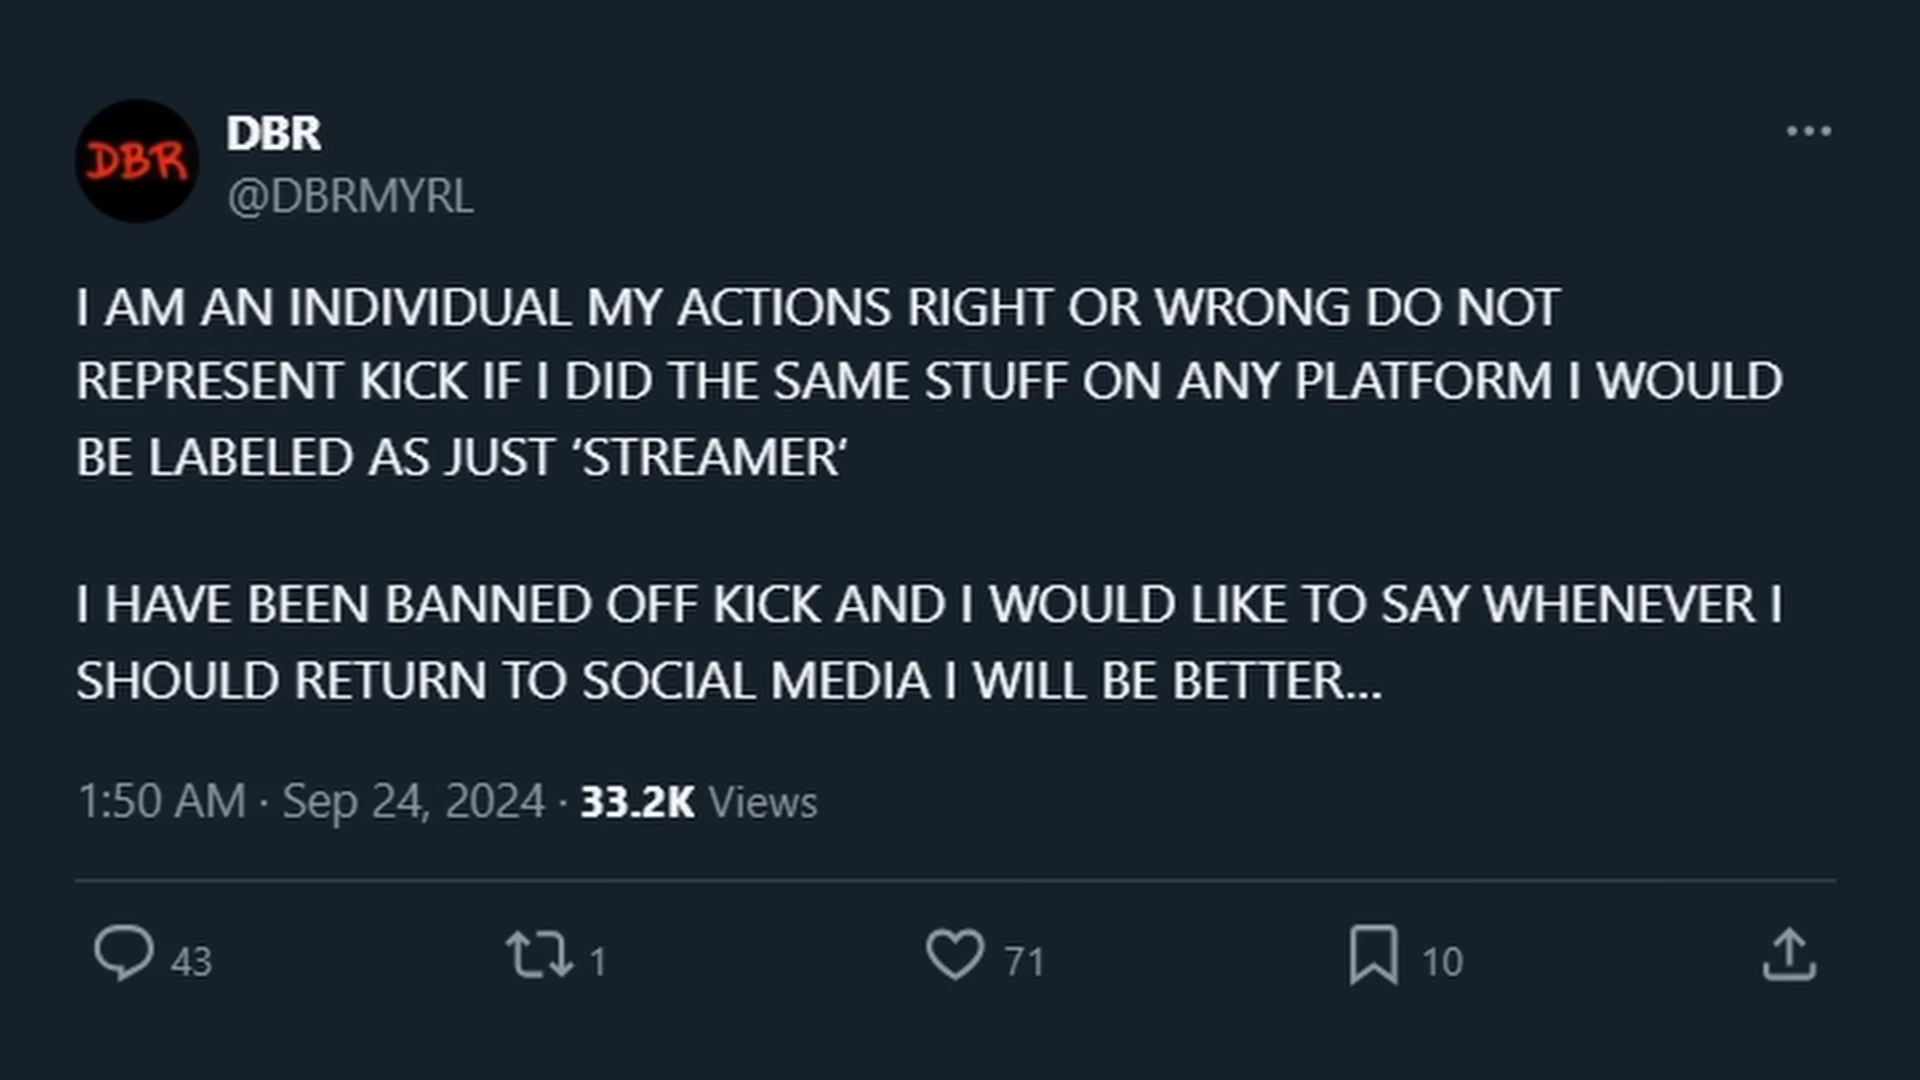 DBR
DBR
@DBRMYRL
I AM AN INDIVIDUAL MY ACTIONS RIGHT OR WRONG DO NOT
REPRESENT KICK IF I DID THE SAME STUFF ON ANY PLATFORM I WOULD
BE LABELED AS JUST ‘STREAMER’

I HAVE BEEN BANNED OFF KICK AND I WOULD LIKE TO SAY WHENEVER I
SHOULD RETURN TO SOCIAL MEDIA I WILL BE BETTER...

1:50 AM · Sep 24, 2024 · 33.2K Views
43 1 71 10